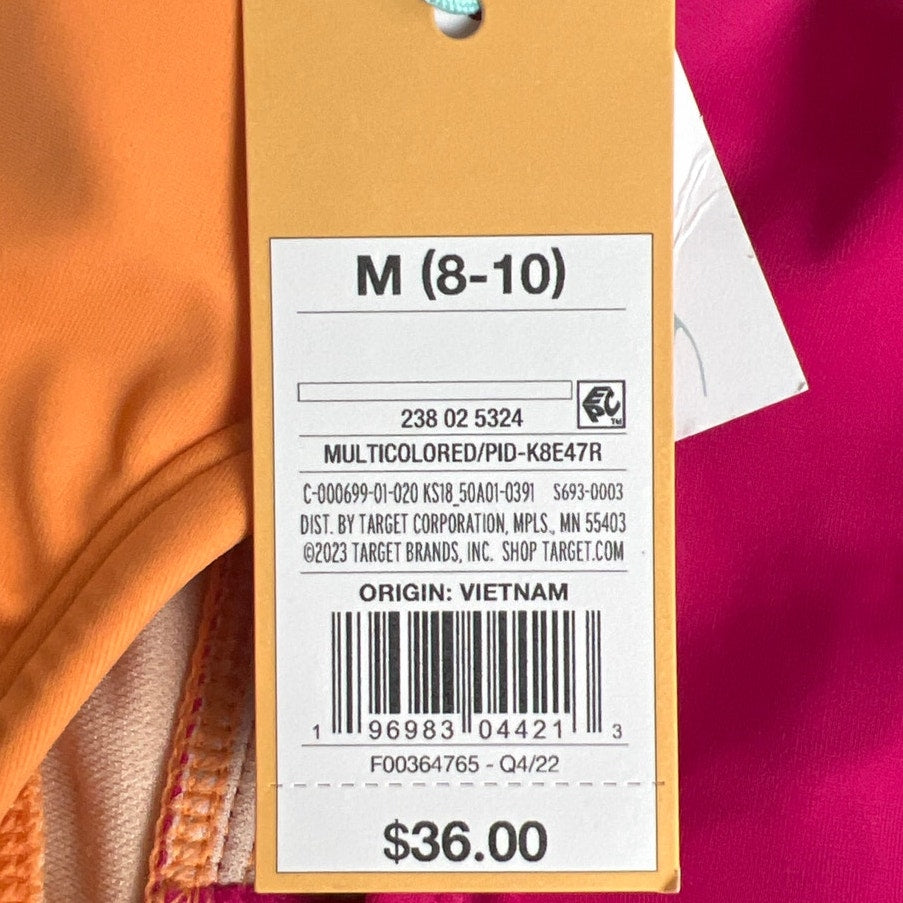 M (8-10)
EPC
TM
238 02 5324
MULTICOLORED/PID-K8E47R
C-000699-01-020 KS18_50A01-0391 S693-0003
DIST. BY TARGET CORPORATION, MPLS., MN 55403
©2023 TARGET BRANDS, INC. SHOP TARGET.COM
ORIGIN: VIETNAM
1 96983 04421 3
F00364765 - Q4/22
$36.00